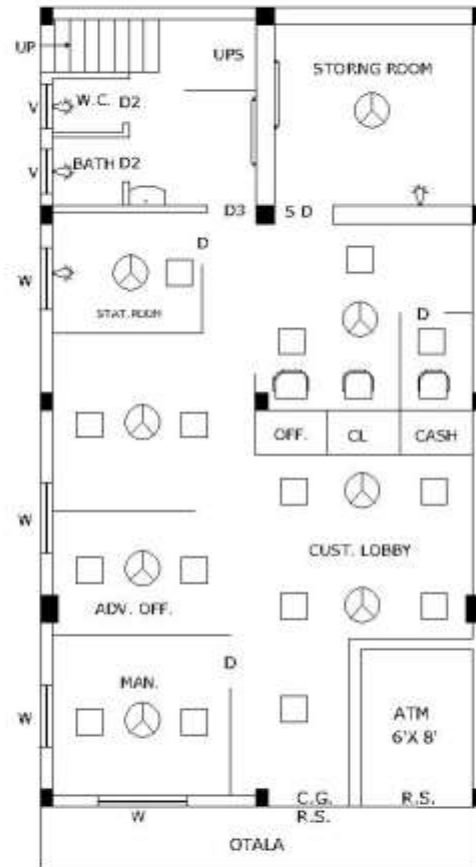 UP
UPS
STORNG ROOM
V
W.C. D2
V
BATH D2
D3
S D
D
W
STAT. ROOM
D
OFF.
CL
CASH
W
CUST. LOBBY
ADV. OFF.
D
MAN.
W
ATM
6'X 8'
C.G.
R.S.
W
R.S.
OTALA